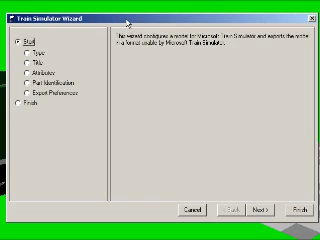 Train Simulator Wizard
Start
Type
Title
Attributes
Part Identification
Export Preferences
Finish
This wizard configures a model for Microsoft Train Simulator and exports the model
in a format usable by Microsoft Train Simulator.
Cancel
< Back
Next >
Finish